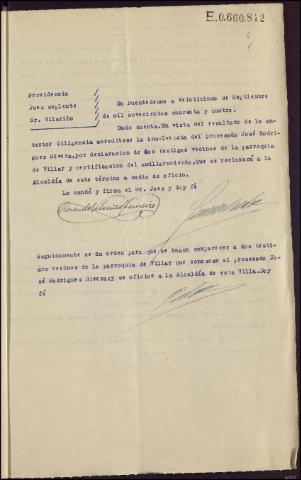 E.0.666.812
Providencia
Juez suplente
Sr. Vilariño
En Puentedeume a veinticinco de Septiembre
de mil novecientos cuarenta y cuatro.
Dada cuenta. En vista del resultado de la an-
terior diligencia acreditese la insolvencia del procesado José Rodri-
guez Rivera, por declaracion de dos testigos vecinos de la parroquia
de Villar y certificacion del amillaramiento, que se reclamará a la
Alcaldia de este término a medio de oficio.
Lo mandó y firma el Sr. Juez y doy fé
Seguidamente se da orden para que se hagan comparecer a dos testi-
gos vecinos de la parroquia de Villar que conozcan al procesado Jo-
sé Rodriguez Rivera; y se ofició a la Alcaldia de esta Villa. Doy
fé